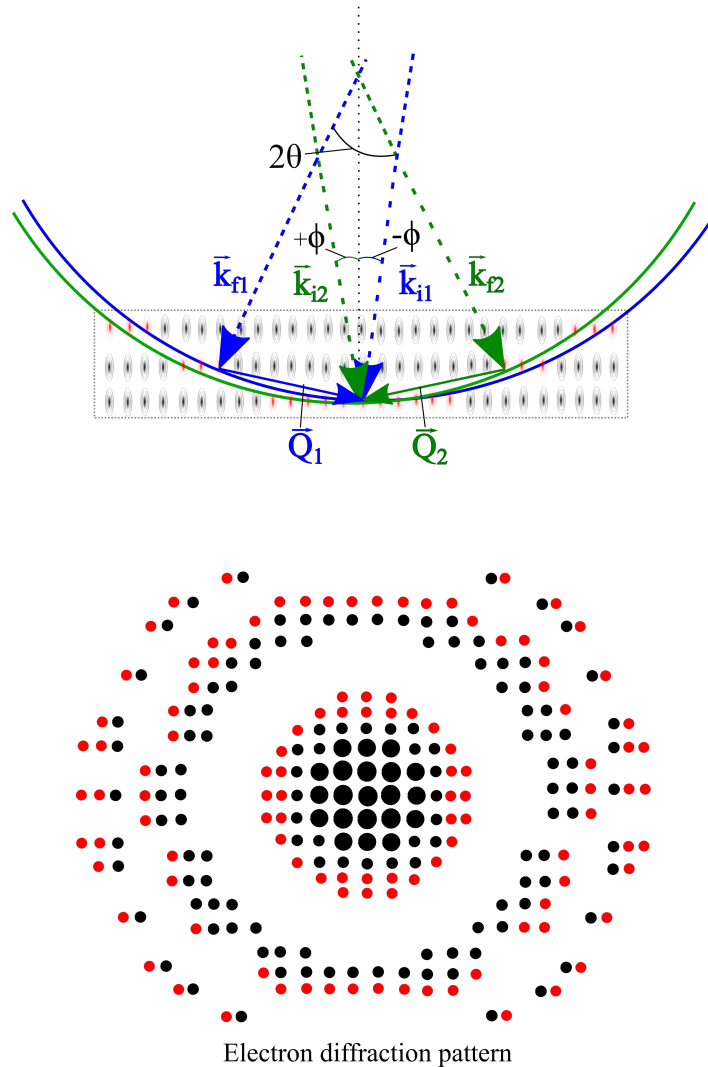 2θ
+ϕ -ϕ
k⃗f1 k⃗i2 k⃗i1 k⃗f2
Q⃗1 Q⃗2
Electron diffraction pattern